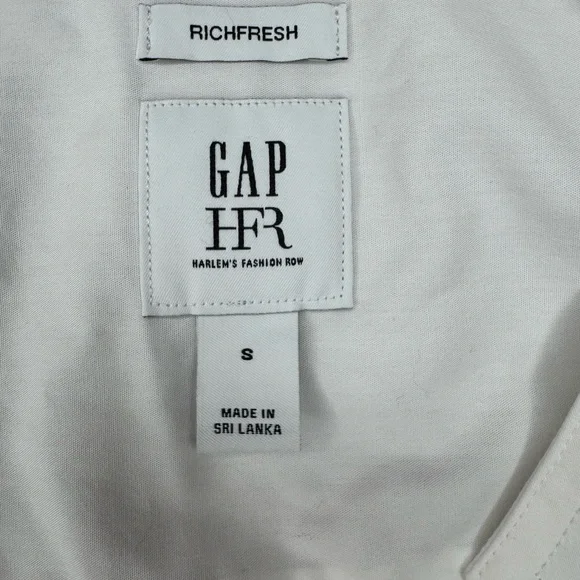 RICHFRESH
GAP
HFR
HARLEM'S FASHION ROW
S
MADE IN
SRI LANKA